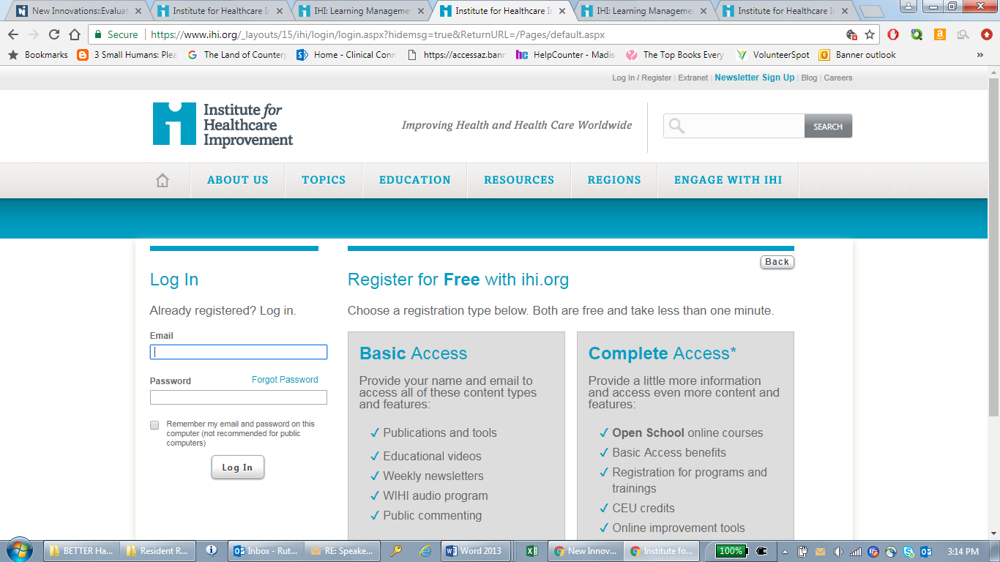 New Innovations::Evaluat
Institute for Healthcare I
IHI: Learning Manageme
Institute for Healthcare I
IHI: Learning Manageme
Institute for Healthcare I
Secure
https://www.ihi.org/_layouts/15/ihi/login/login.aspx?hidemsg=true&ReturnURL=/Pages/default.aspx
Bookmarks
3 Small Humans: Plea
The Land of Counterp
Home - Clinical Conn
https://accessaz.bann
HelpCounter - Madis
The Top Books Every
VolunteerSpot
Banner outlook
»
Log In / Register | Extranet | Newsletter Sign Up | Blog | Careers
Institute for
Healthcare
Improvement
Improving Health and Health Care Worldwide
SEARCH
ABOUT US
TOPICS
EDUCATION
RESOURCES
REGIONS
ENGAGE WITH IHI
Back
Log In
Already registered? Log in.
Email
Password
Forgot Password
Remember my email and password on this
computer (not recommended for public
computers)
Log In
Register for Free with ihi.org
Choose a registration type below. Both are free and take less than one minute.
Basic Access
Provide your name and email to
access all of these content types
and features:
✓ Publications and tools
✓ Educational videos
✓ Weekly newsletters
✓ WIHI audio program
✓ Public commenting
Complete Access*
Provide a little more information
and access even more content and
features:
✓ Open School online courses
✓ Basic Access benefits
✓ Registration for programs and
trainings
✓ CEU credits
✓ Online improvement tools
BETTER Ha...
Resident R...
Inbox - Rut...
RE: Speake...
Word 2013
New Innov...
Institute fo...
100%
3:14 PM